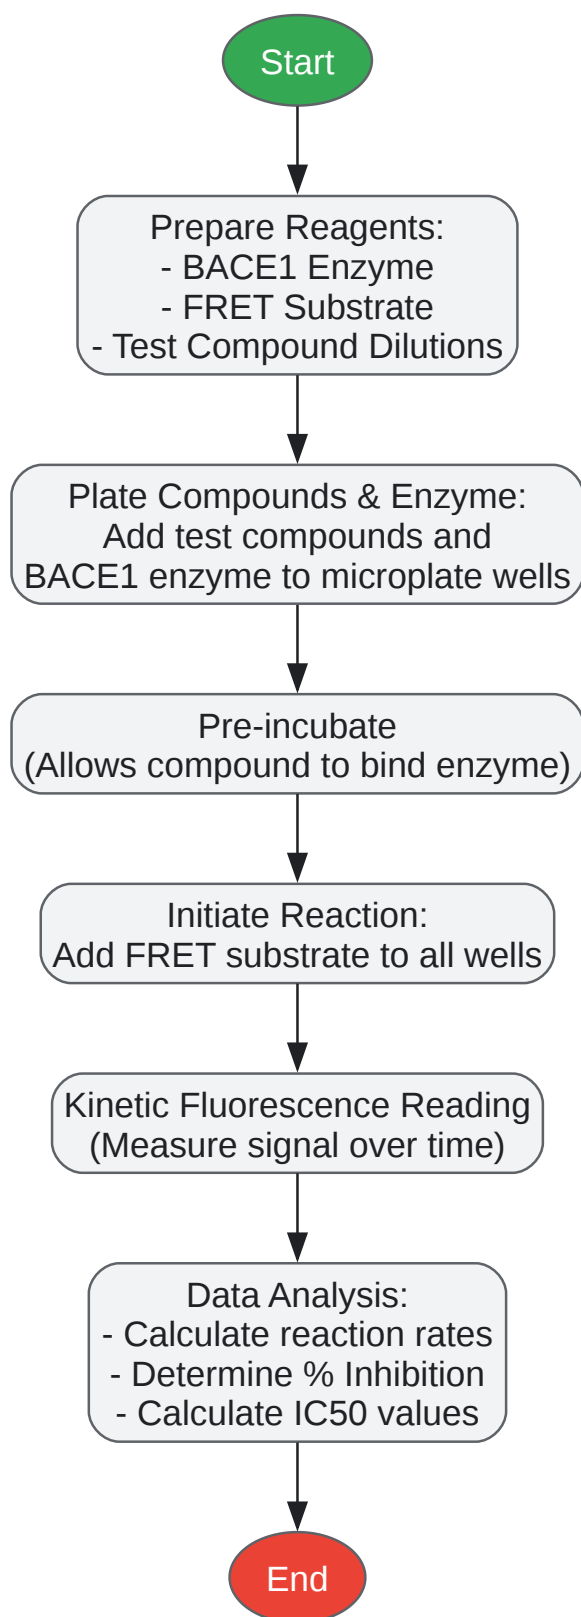 Start
Prepare Reagents:
- BACE1 Enzyme
- FRET Substrate
- Test Compound Dilutions
Plate Compounds & Enzyme:
Add test compounds and
BACE1 enzyme to microplate wells
Pre-incubate
(Allows compound to bind enzyme)
Initiate Reaction:
Add FRET substrate to all wells
Kinetic Fluorescence Reading
(Measure signal over time)
Data Analysis:
- Calculate reaction rates
- Determine % Inhibition
- Calculate IC50 values
End